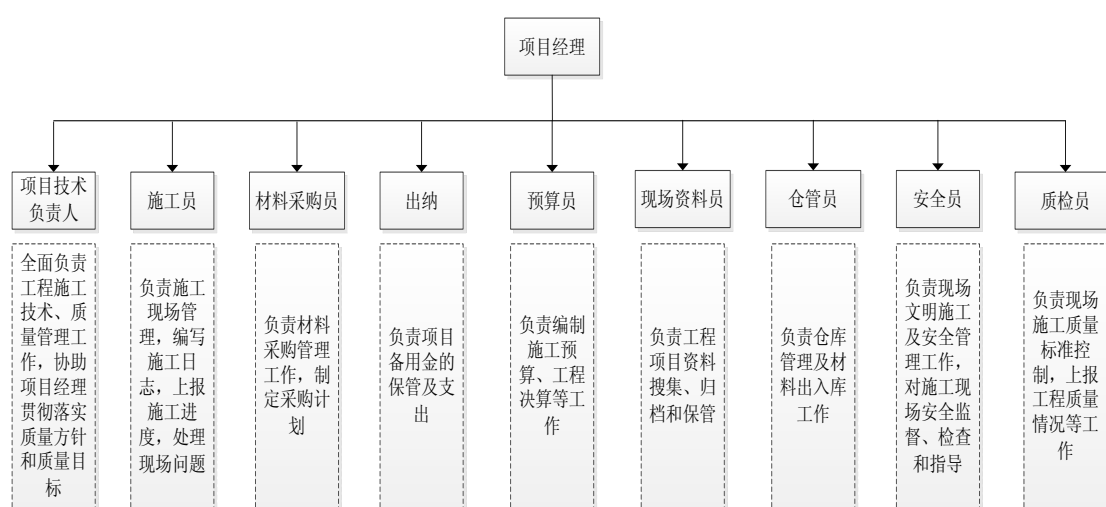 项目经理
项目技术
负责人
施工员
材料采购员
出纳
预算员
现场资料员
仓管员
安全员
质检员
全面负责
工程施工
技术、质
量管理工
作，协助
项目经理
贯彻落实
质量方针
和质量目
标
负责施工
现场管
理，编写
施工日
志，上报
施工进
度，处理
现场问题
负责材料
采购管理
工作，制
定采购计
划
负责项目
备用金的
保管及支
出
负责编制
施工预
算、工程
决算等工
作
负责工程
项目资料
搜集、归
档和保管
负责仓库
管理及材
料出入库
工作
负责现场
文明施工
及安全管
理工作，
对施工现
场安全监
督、检查
和指导
负责现场
施工质量
标准控
制，上报
工程质量
情况等工
作